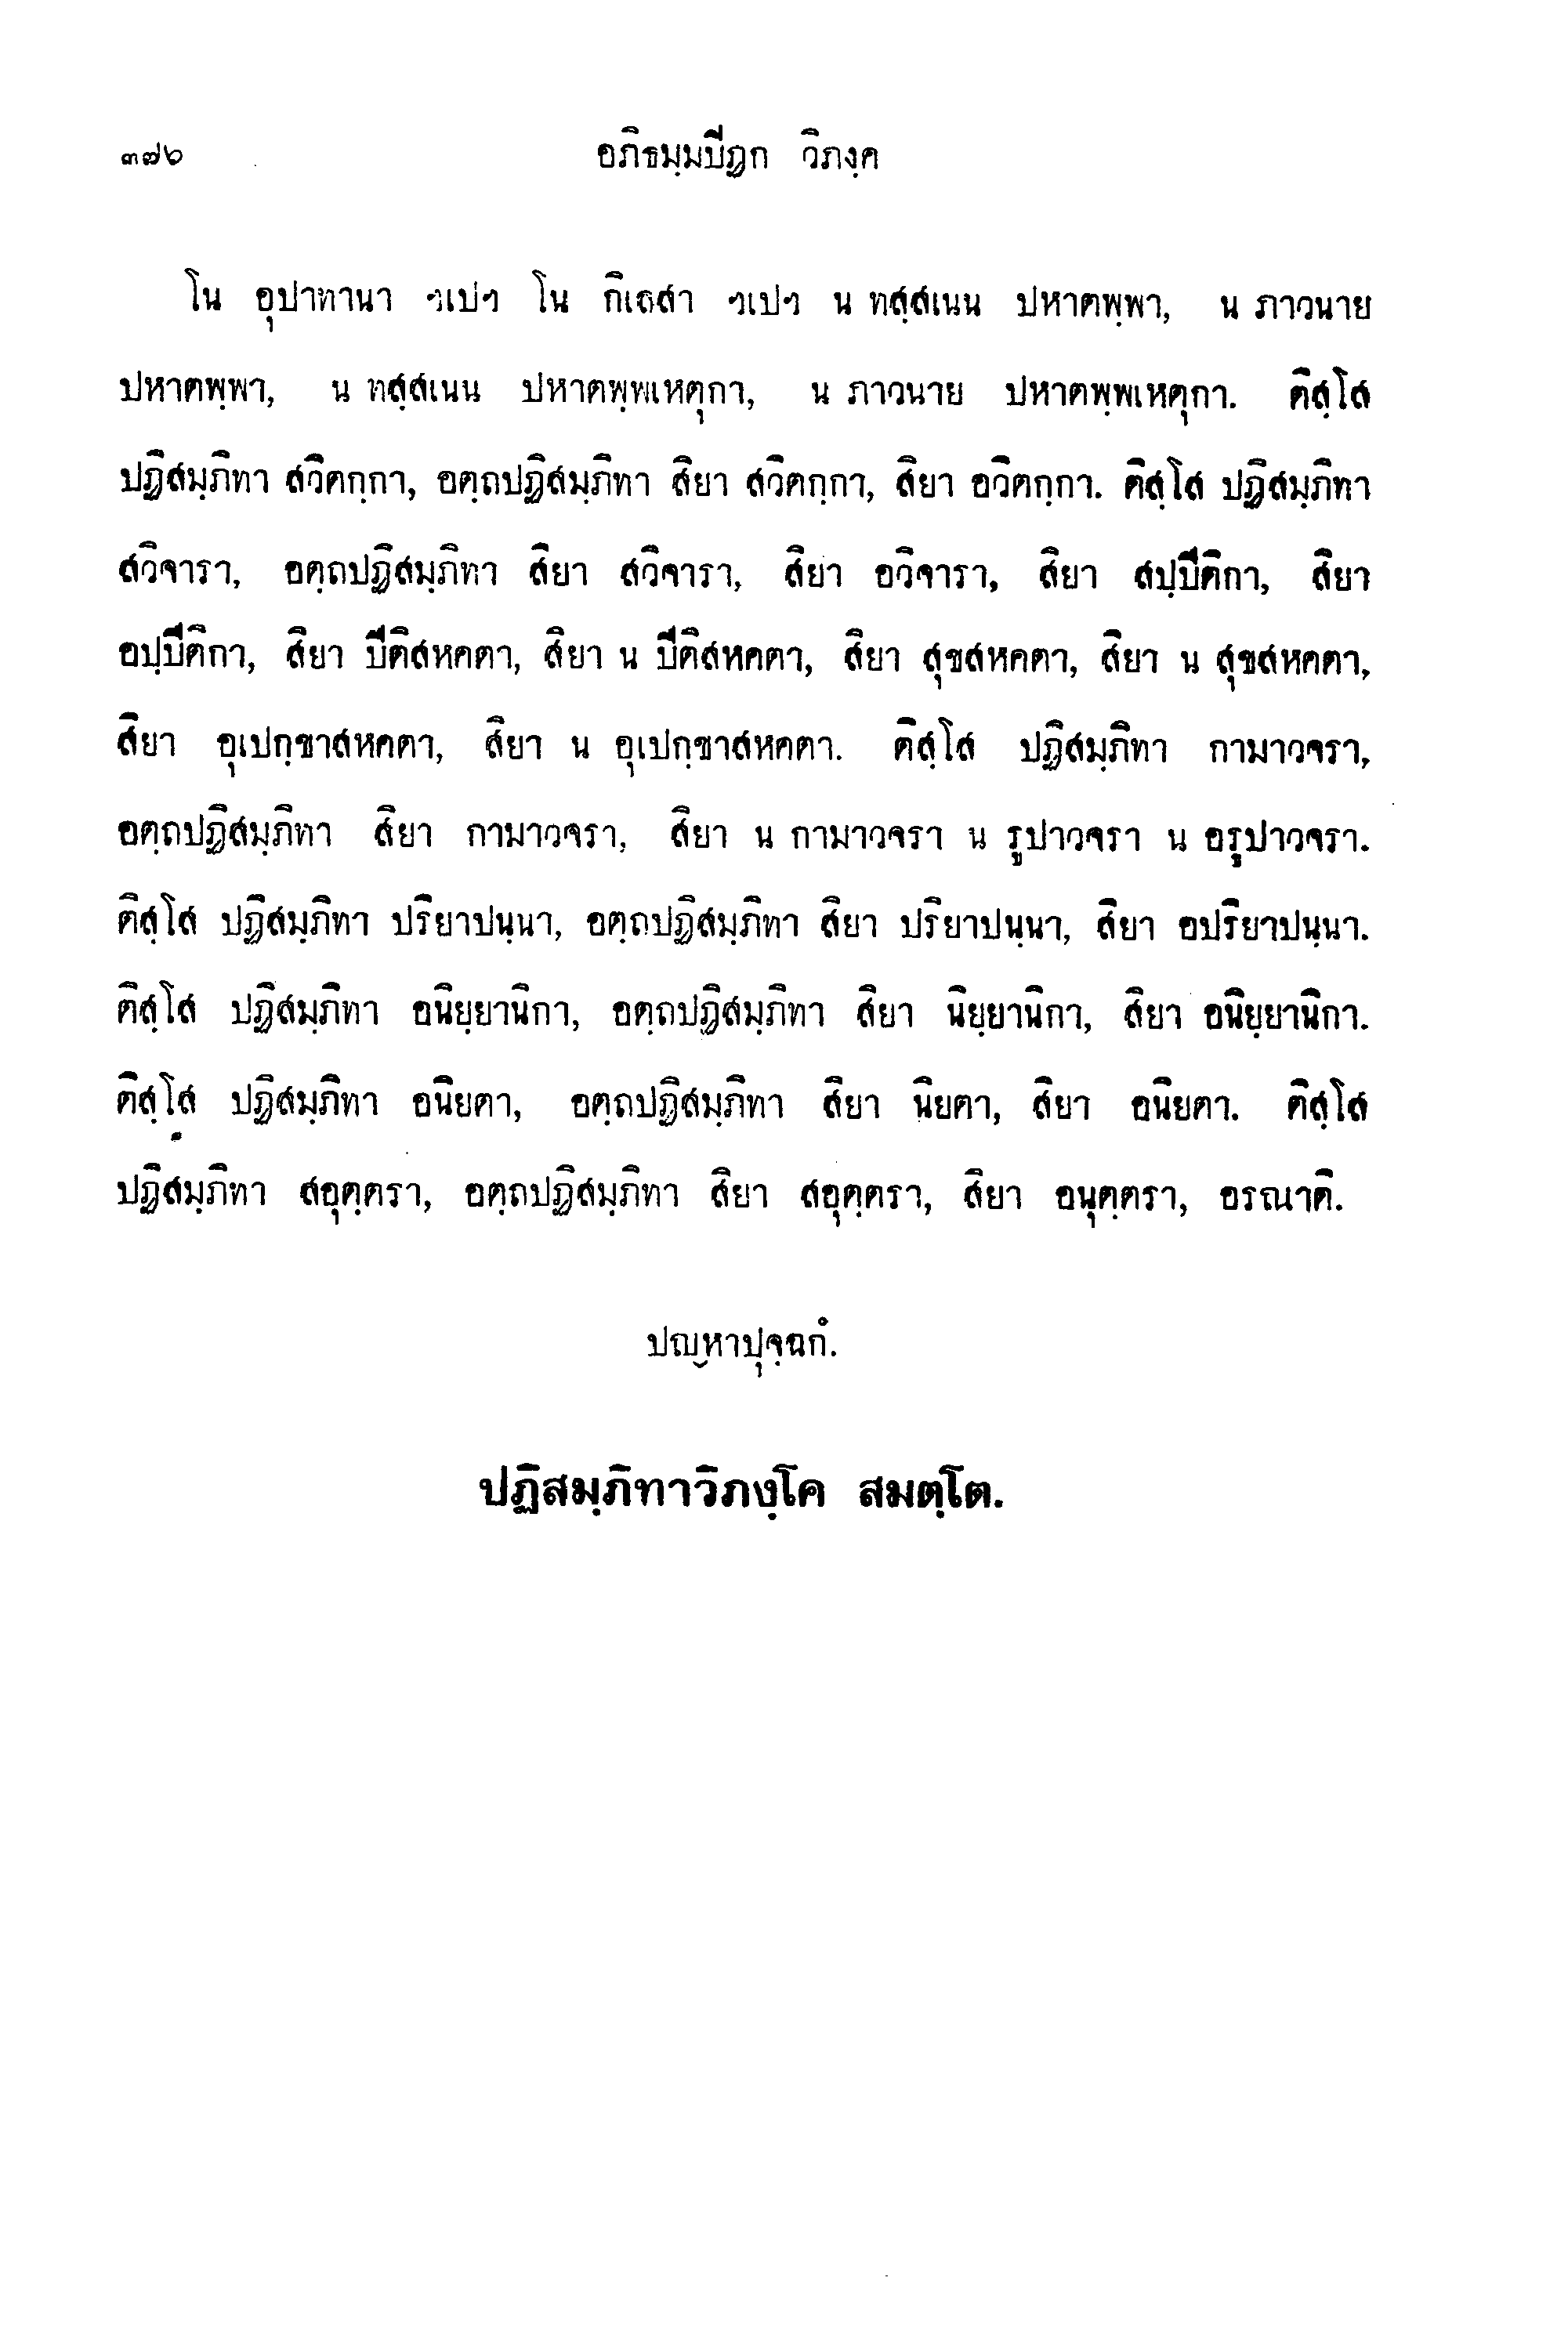 ๓๗๖ อภิธมฺมปีฏก วิภงฺค
โน อุปาทานา ฯเปฯ โน กิเลสา ฯเปฯ น ทสฺสเนน ปหาตพฺพา, น ภาวนาย
ปหาตพฺพา, น ทสฺสเนน ปหาตพฺพเหตุกา, น ภาวนาย ปหาตพฺพเหตุกา. ติสฺโส
ปฏิสมฺภิทา สวิตกฺกา, อตฺถปฏิสมฺภิทา สิยา สวิตกฺกา, สิยา อวิตกฺกา. ติสฺโส ปฏิสมฺภิทา
สวิจารา, อตฺถปฏิสมฺภิทา สิยา สวิจารา, สิยา อวิจารา, สิยา สปฺปีติกา, สิยา
อปฺปีติกา, สิยา ปีติสหคตา, สิยา น ปีติสหคตา, สิยา สุขสหคตา, สิยา น สุขสหคตา,
สิยา อุเปกฺขาสหคตา, สิยา น อุเปกฺขาสหคตา. ติสฺโส ปฏิสมฺภิทา กามาวจรา,
อตฺถปฏิสมฺภิทา สิยา กามาวจรา, สิยา น กามาวจรา น รูปาวจรา น อรูปาวจรา.
ติสฺโส ปฏิสมฺภิทา ปริยาปนฺนา, อตฺถปฏิสมฺภิทา สิยา ปริยาปนฺนา, สิยา อปริยาปนฺนา.
ติสฺโส ปฏิสมฺภิทา อนิยฺยานิกา, อตฺถปฏิสมฺภิทา สิยา นิยฺยานิกา, สิยา อนิยฺยานิกา.
ติสฺโส ปฏิสมฺภิทา อนิยตา, อตฺถปฏิสมฺภิทา สิยา นิยตา, สิยา อนิยตา. ติสฺโส
ปฏิสมฺภิทา สอุตฺตรา, อตฺถปฏิสมฺภิทา สิยา สอุตฺตรา, สิยา อนุตฺตรา, อรณาติ.
ปญฺหาปุจฺฉกํ.
ปฏิสมฺภิทาวิภงฺโค สมตฺโต.